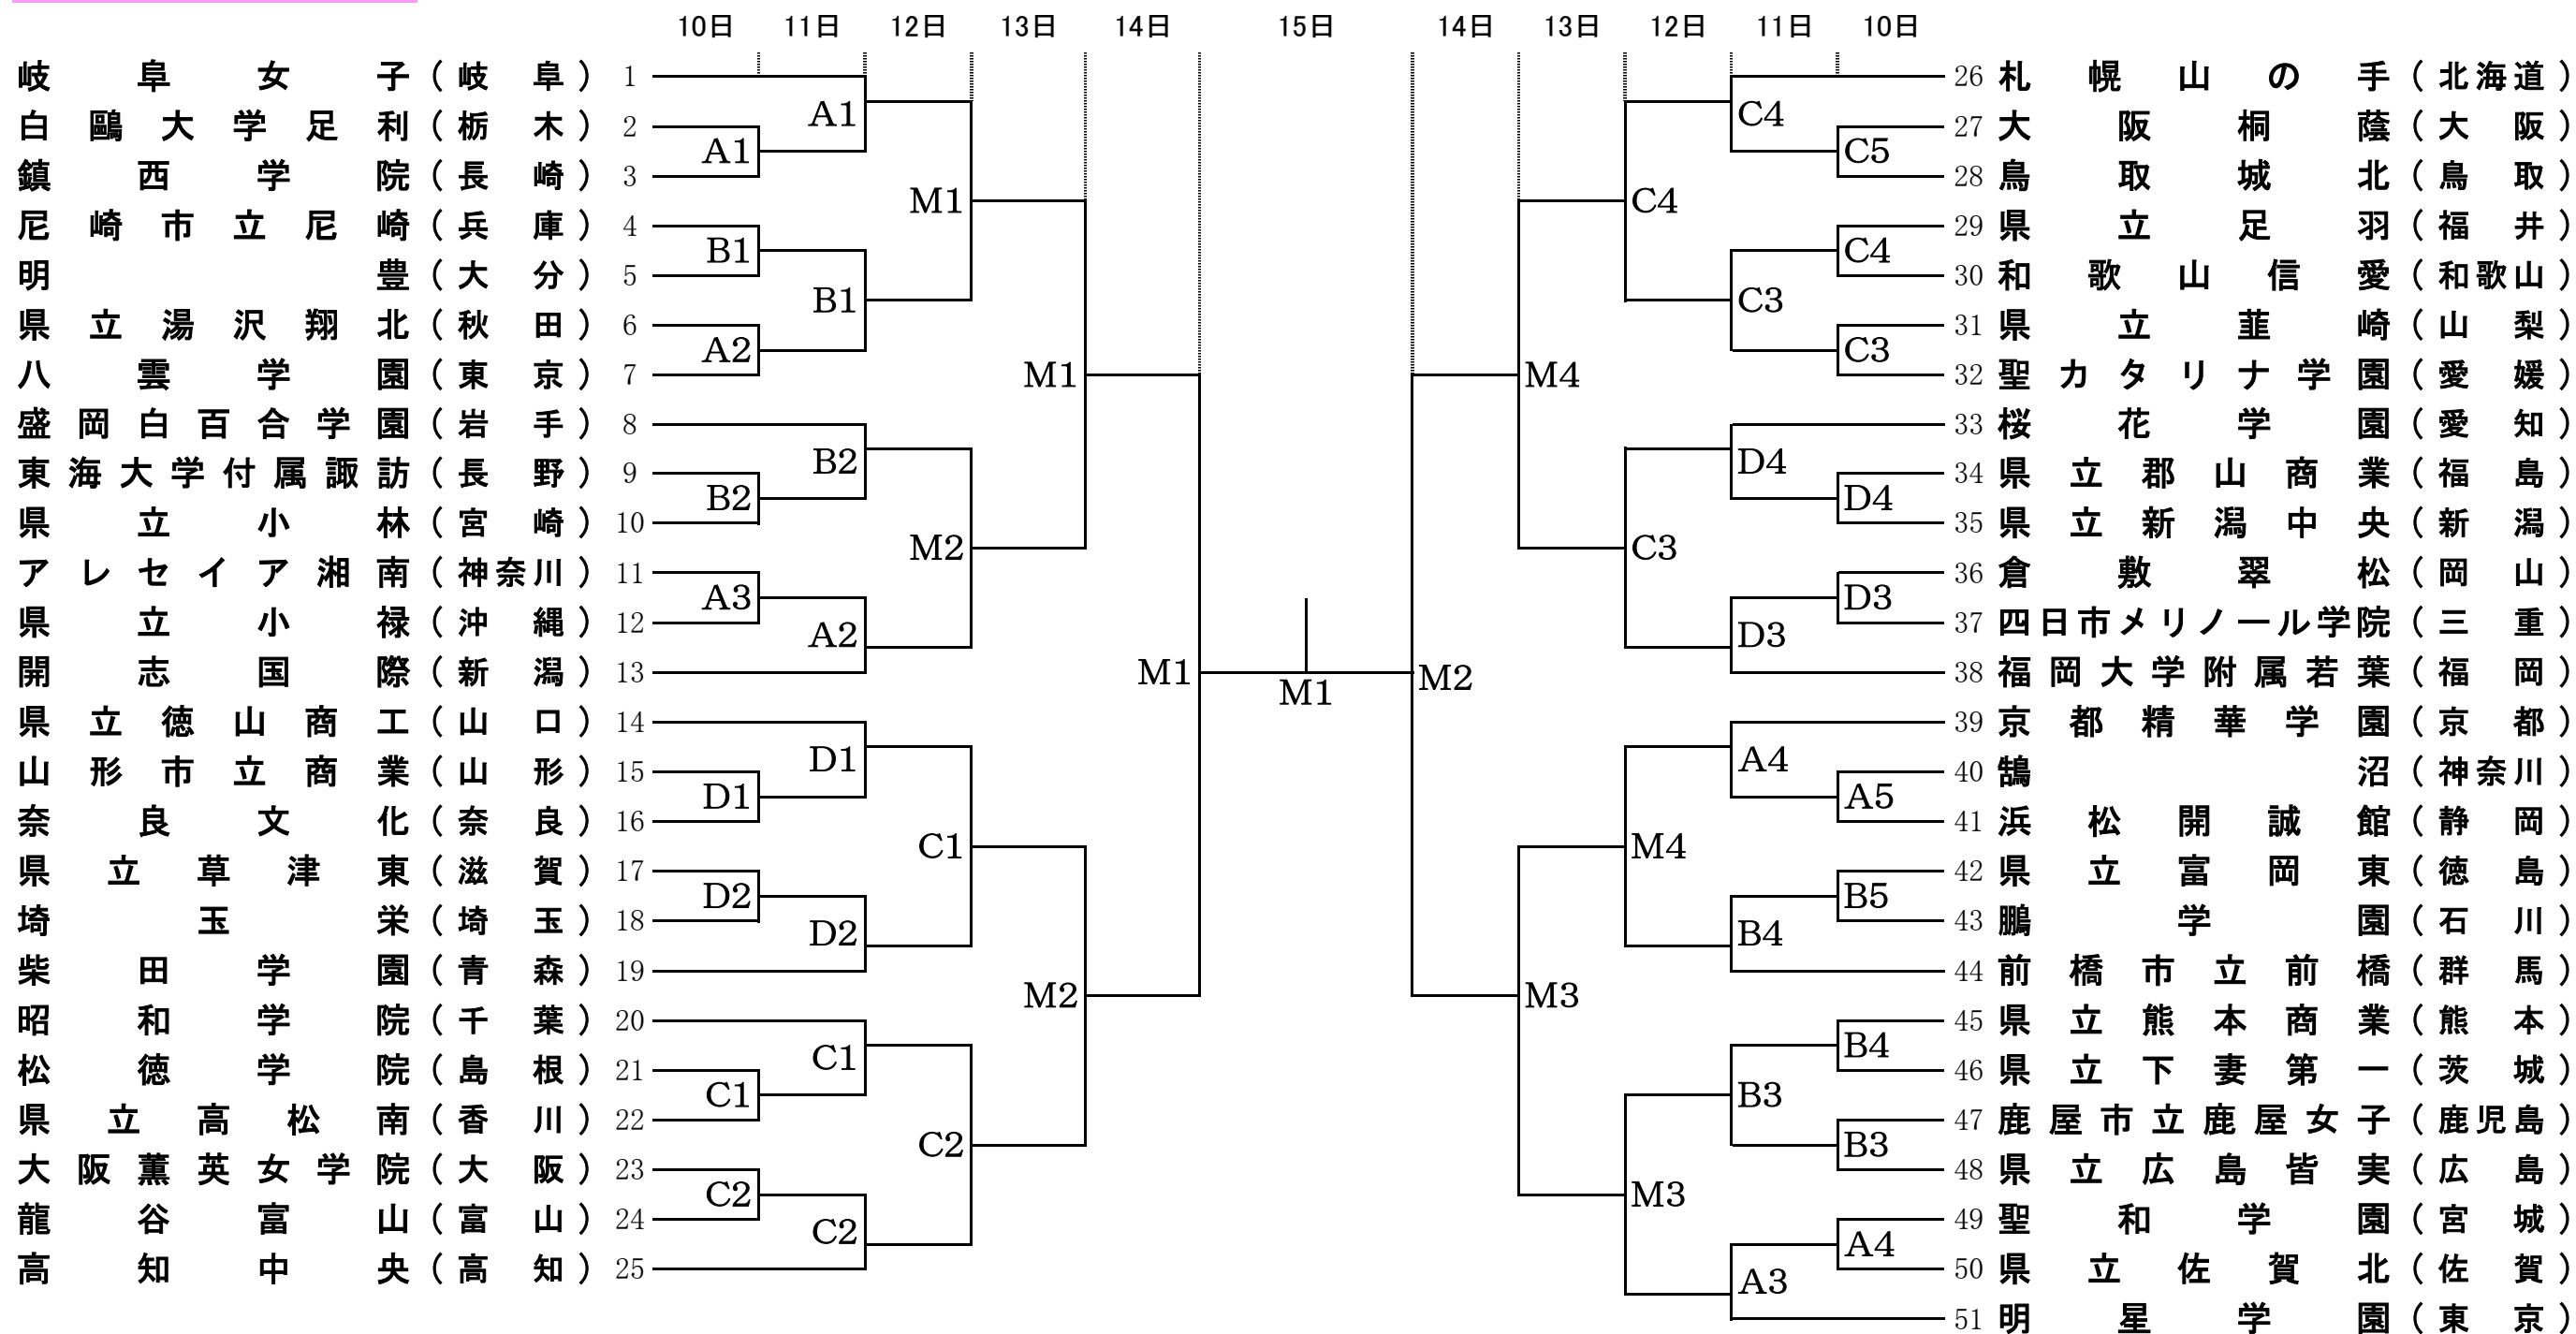 10日 11日 12日 13日 14日 15日 14日 13日 12日 11日 10日
岐阜女子(岐阜) 1
白鷗大学足利(栃木) 2
鎮西学院(長崎) 3
尼崎市立尼崎(兵庫) 4
明豊(大分) 5
県立湯沢翔北(秋田) 6
八雲学園(東京) 7
盛岡白百合学園(岩手) 8
東海大学付属諏訪(長野) 9
県立小林(宮崎) 10
アレセイア湘南(神奈川) 11
県立小禄(沖縄) 12
開志国際(新潟) 13
県立徳山商工(山口) 14
山形市立商業(山形) 15
奈良文化(奈良) 16
県立草津東(滋賀) 17
埼玉栄(埼玉) 18
柴田学園(青森) 19
昭和学院(千葉) 20
松徳学院(島根) 21
県立高松南(香川) 22
大阪薫英女学院(大阪) 23
龍谷富山(富山) 24
高知中央(高知) 25
A1
B1
A2
B2
A3
D1
D2
C1
C2
A1
B1
B2
A2
D1
D2
C1
C2
M1
M2
C1
C2
M1
M2
M1
M1
M2
M4
M3
C4
C3
M4
M3
C4
C3
D4
D3
A4
B4
B3
A3
C5
C4
C3
D4
D3
A5
B5
B4
B3
A4
26 札幌山の手(北海道)
27 大阪桐蔭(大阪)
28 鳥取城北(鳥取)
29 県立足羽(福井)
30 和歌山信愛(和歌山)
31 県立韮崎(山梨)
32 聖カタリナ学園(愛媛)
33 桜花学園(愛知)
34 県立郡山商業(福島)
35 県立新潟中央(新潟)
36 倉敷翠松(岡山)
37 四日市メリノール学院(三重)
38 福岡大学附属若葉(福岡)
39 京都精華学園(京都)
40 鵠沼(神奈川)
41 浜松開誠館(静岡)
42 県立富岡東(徳島)
43 鵬学園(石川)
44 前橋市立前橋(群馬)
45 県立熊本商業(熊本)
46 県立下妻第一(茨城)
47 鹿屋市立鹿屋女子(鹿児島)
48 県立広島皆実(広島)
49 聖和学園(宮城)
50 県立佐賀北(佐賀)
51 明星学園(東京)